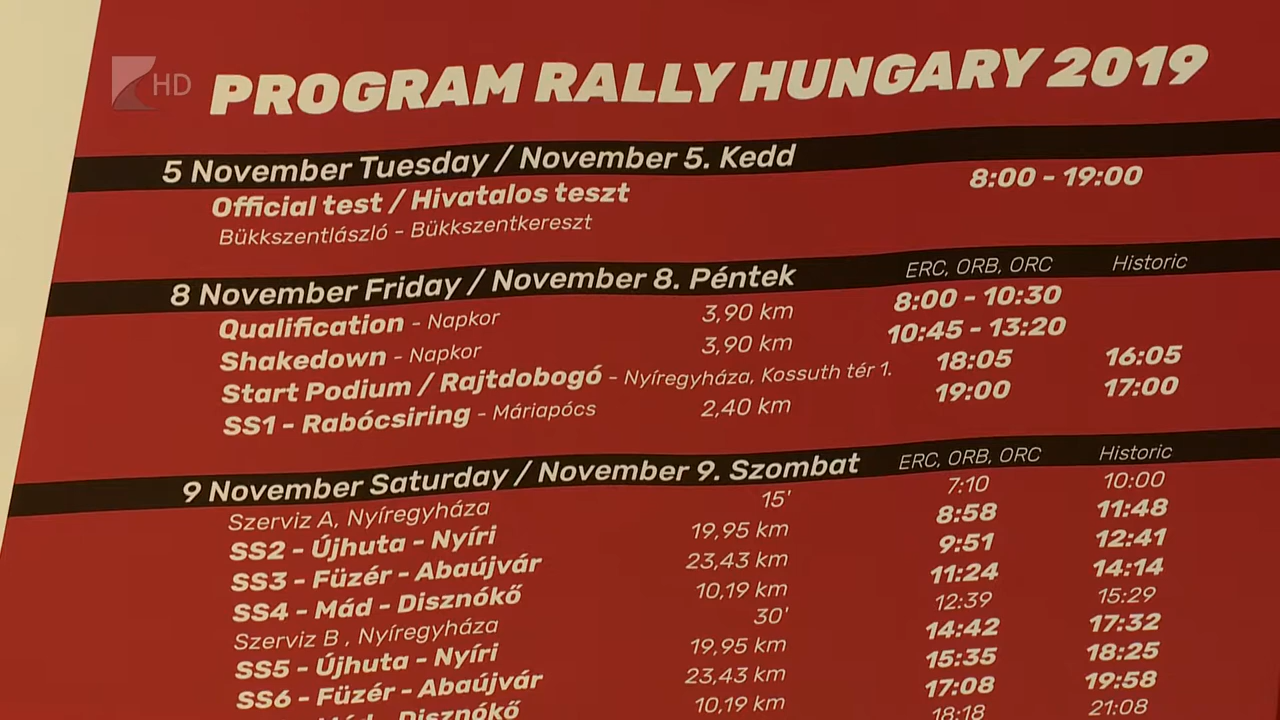 HD
PROGRAM RALLY HUNGARY 2019
5 November Tuesday / November 5. Kedd
Official test / Hivatalos teszt 8:00 - 19:00
Bükkszentlászló - Bükkszentkereszt
8 November Friday / November 8. Péntek ERC, ORB, ORC Historic
Qualification - Napkor 3,90 km 8:00 - 10:30
Shakedown - Napkor 3,90 km 10:45 - 13:20
Start Podium / Rajtdobogó - Nyíregyháza, Kossuth tér 1. 18:05 16:05
SS1 - Rabócsiring - Máriapócs 2,40 km 19:00 17:00
9 November Saturday / November 9. Szombat ERC, ORB, ORC Historic
Szerviz A, Nyíregyháza 15' 7:10 10:00
SS2 - Újhuta - Nyíri 19,95 km 8:58 11:48
SS3 - Füzér - Abaújvár 23,43 km 9:51 12:41
SS4 - Mád - Disznókő 10,19 km 11:24 14:14
Szerviz B , Nyíregyháza 30' 12:39 15:29
SS5 - Újhuta - Nyíri 19,95 km 14:42 17:32
SS6 - Füzér - Abaújvár 23,43 km 15:35 18:25
Mád - Disznókő 10,19 km 17:08 19:58
18:18 21:08